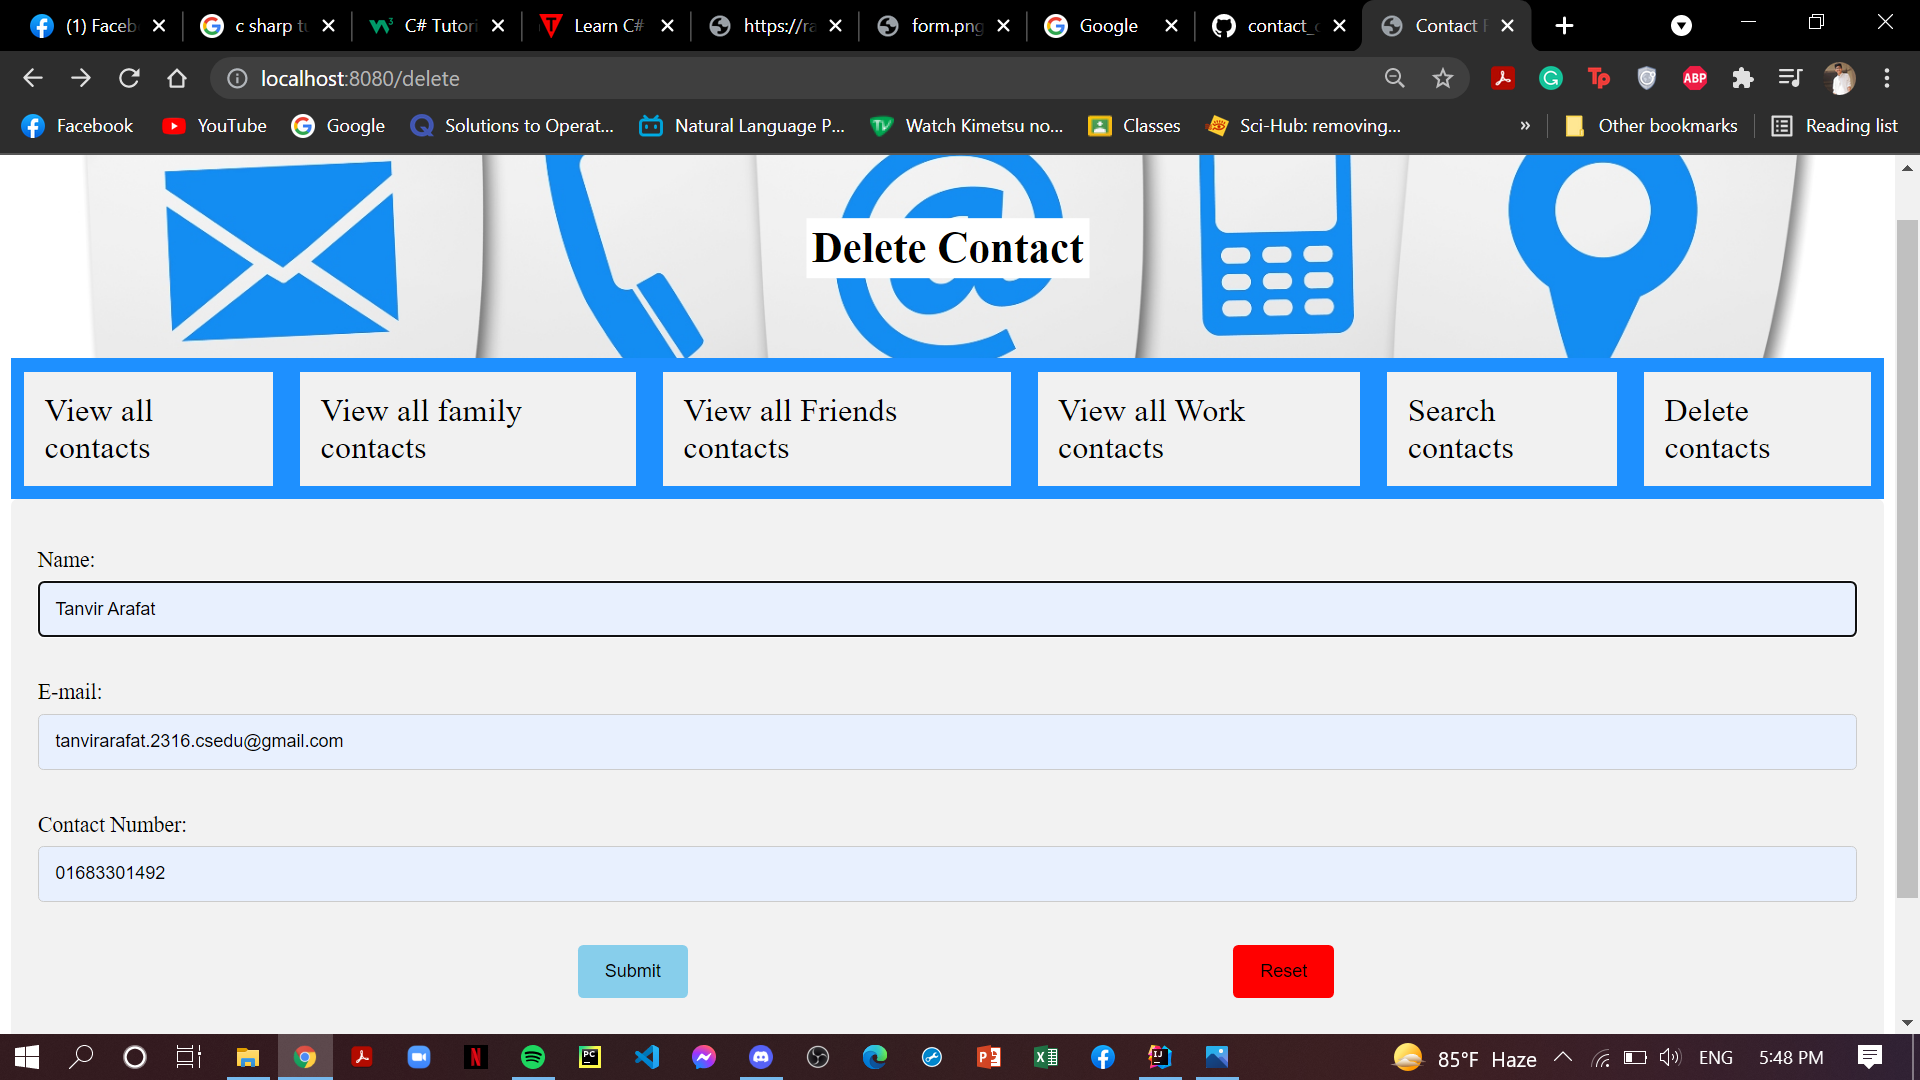 (1) Faceb
c sharp tu
C# Tutori
Learn C#
https://ra
form.png
Google
contact_c
Contact F
localhost:8080/delete
Facebook
YouTube
Google
Solutions to Operat...
Natural Language P...
Watch Kimetsu no...
Classes
Sci-Hub: removing...
»
Other bookmarks
Reading list
Delete Contact
View all
contacts
View all family
contacts
View all Friends
contacts
View all Work
contacts
Search
contacts
Delete
contacts
Name:
Tanvir Arafat
E-mail:
tanvirarafat.2316.csedu@gmail.com
Contact Number:
01683301492
Submit
Reset
85°F Haze
ENG
5:48 PM